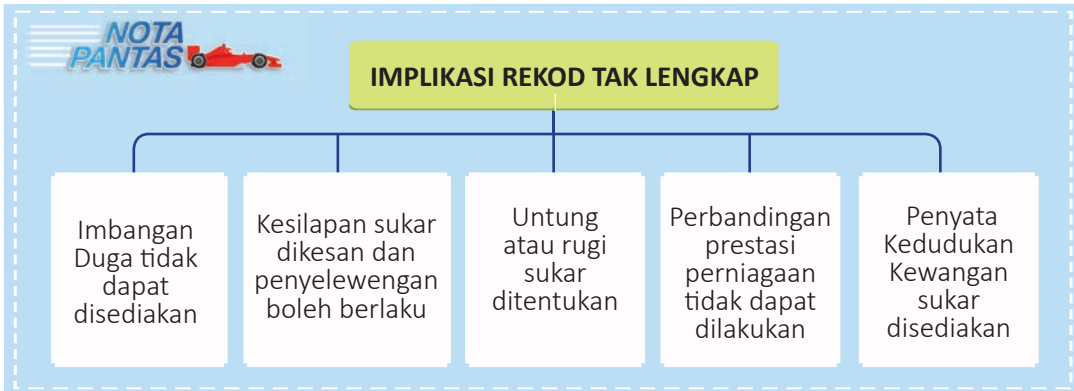 NOTA
PANTAS
IMPLIKASI REKOD TAK LENGKAP
Imbangan
Duga tidak
dapat
disediakan
Kesilapan sukar
dikesan dan
penyelewengan
boleh berlaku
Untung
atau rugi
sukar
ditentukan
Perbandingan
prestasi
perniagaan
tidak dapat
dilakukan
Penyata
Kedudukan
Kewangan
sukar
disediakan